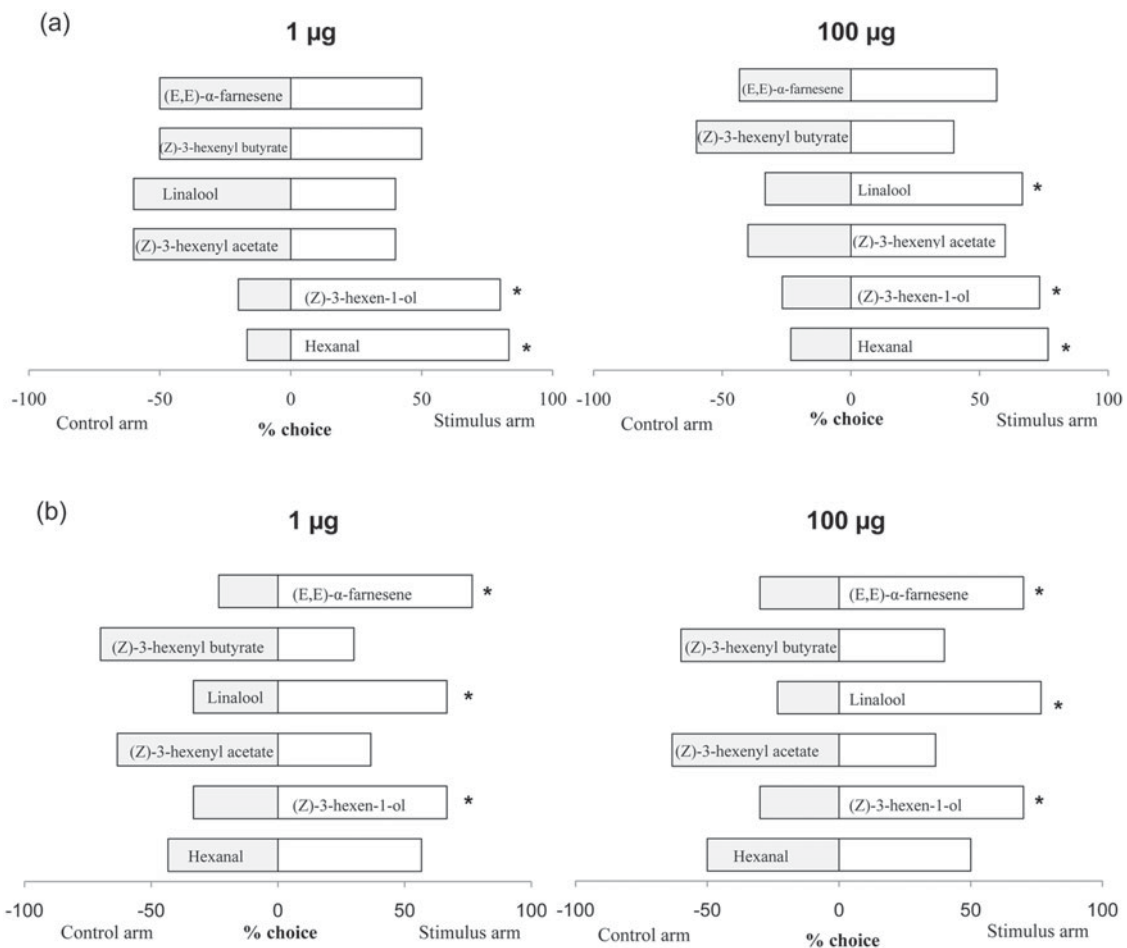 (a)
1 µg
(E,E)-α-farnesene
(Z)-3-hexenyl butyrate
Linalool
(Z)-3-hexenyl acetate
(Z)-3-hexen-1-ol *
Hexanal *
-100 -50 0 50 100
Control arm % choice Stimulus arm
100 µg
(E,E)-α-farnesene
(Z)-3-hexenyl butyrate
Linalool *
(Z)-3-hexenyl acetate
(Z)-3-hexen-1-ol *
Hexanal *
-100 -50 0 50 100
Control arm % choice Stimulus arm
(b)
1 µg
(E,E)-α-farnesene *
(Z)-3-hexenyl butyrate
Linalool *
(Z)-3-hexenyl acetate
(Z)-3-hexen-1-ol *
Hexanal
-100 -50 0 50 100
Control arm % choice Stimulus arm
100 µg
(E,E)-α-farnesene *
(Z)-3-hexenyl butyrate
Linalool *
(Z)-3-hexenyl acetate
(Z)-3-hexen-1-ol *
Hexanal
-100 -50 0 50 100
Control arm % choice Stimulus arm